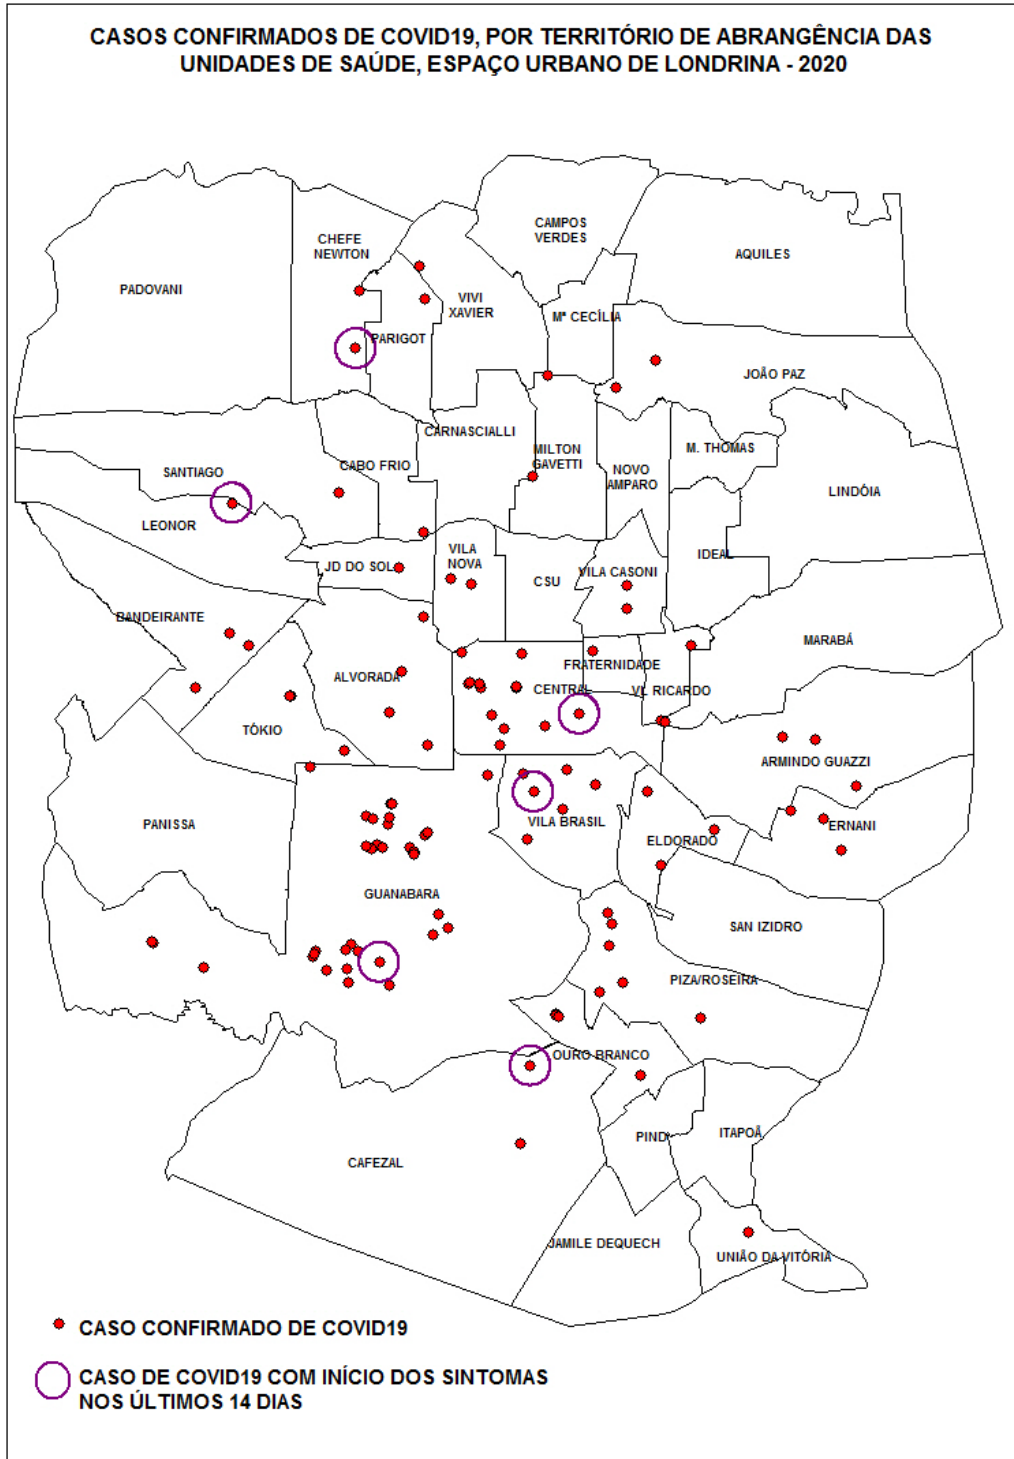 CASOS CONFIRMADOS DE COVID19, POR TERRITÓRIO DE ABRANGÊNCIA DAS
UNIDADES DE SAÚDE, ESPAÇO URBANO DE LONDRINA - 2020
CAMPOS
VERDES
CHEFE
NEWTON
AQUILES
PADOVANI
VIVI
XAVIER
Mª CECÍLIA
PARIGOT
JOÃO PAZ
CARNASCIALLI
MILTON
GAVETTI
M. THOMAS
CABO FRIO
SANTIAGO
NOVO
AMPARO
LINDÓIA
LEONOR
VILA
NOVA
IDEAL
JD DO SOL
CSU
VILA CASONI
BANDEIRANTE
MARABÁ
FRATERNIDADE
ALVORADA
CENTRAL
VL RICARDO
TÓKIO
ARMINDO GUAZZI
PANISSA
VILA BRASIL
ERNANI
ELDORADO
GUANABARA
SAN IZIDRO
PIZA/ROSEIRA
OURO BRANCO
PIND
ITAPOÃ
CAFEZAL
JAMILE DEQUECH
UNIÃO DA VITÓRIA
CASO CONFIRMADO DE COVID19
CASO DE COVID19 COM INÍCIO DOS SINTOMAS
NOS ÚLTIMOS 14 DIAS